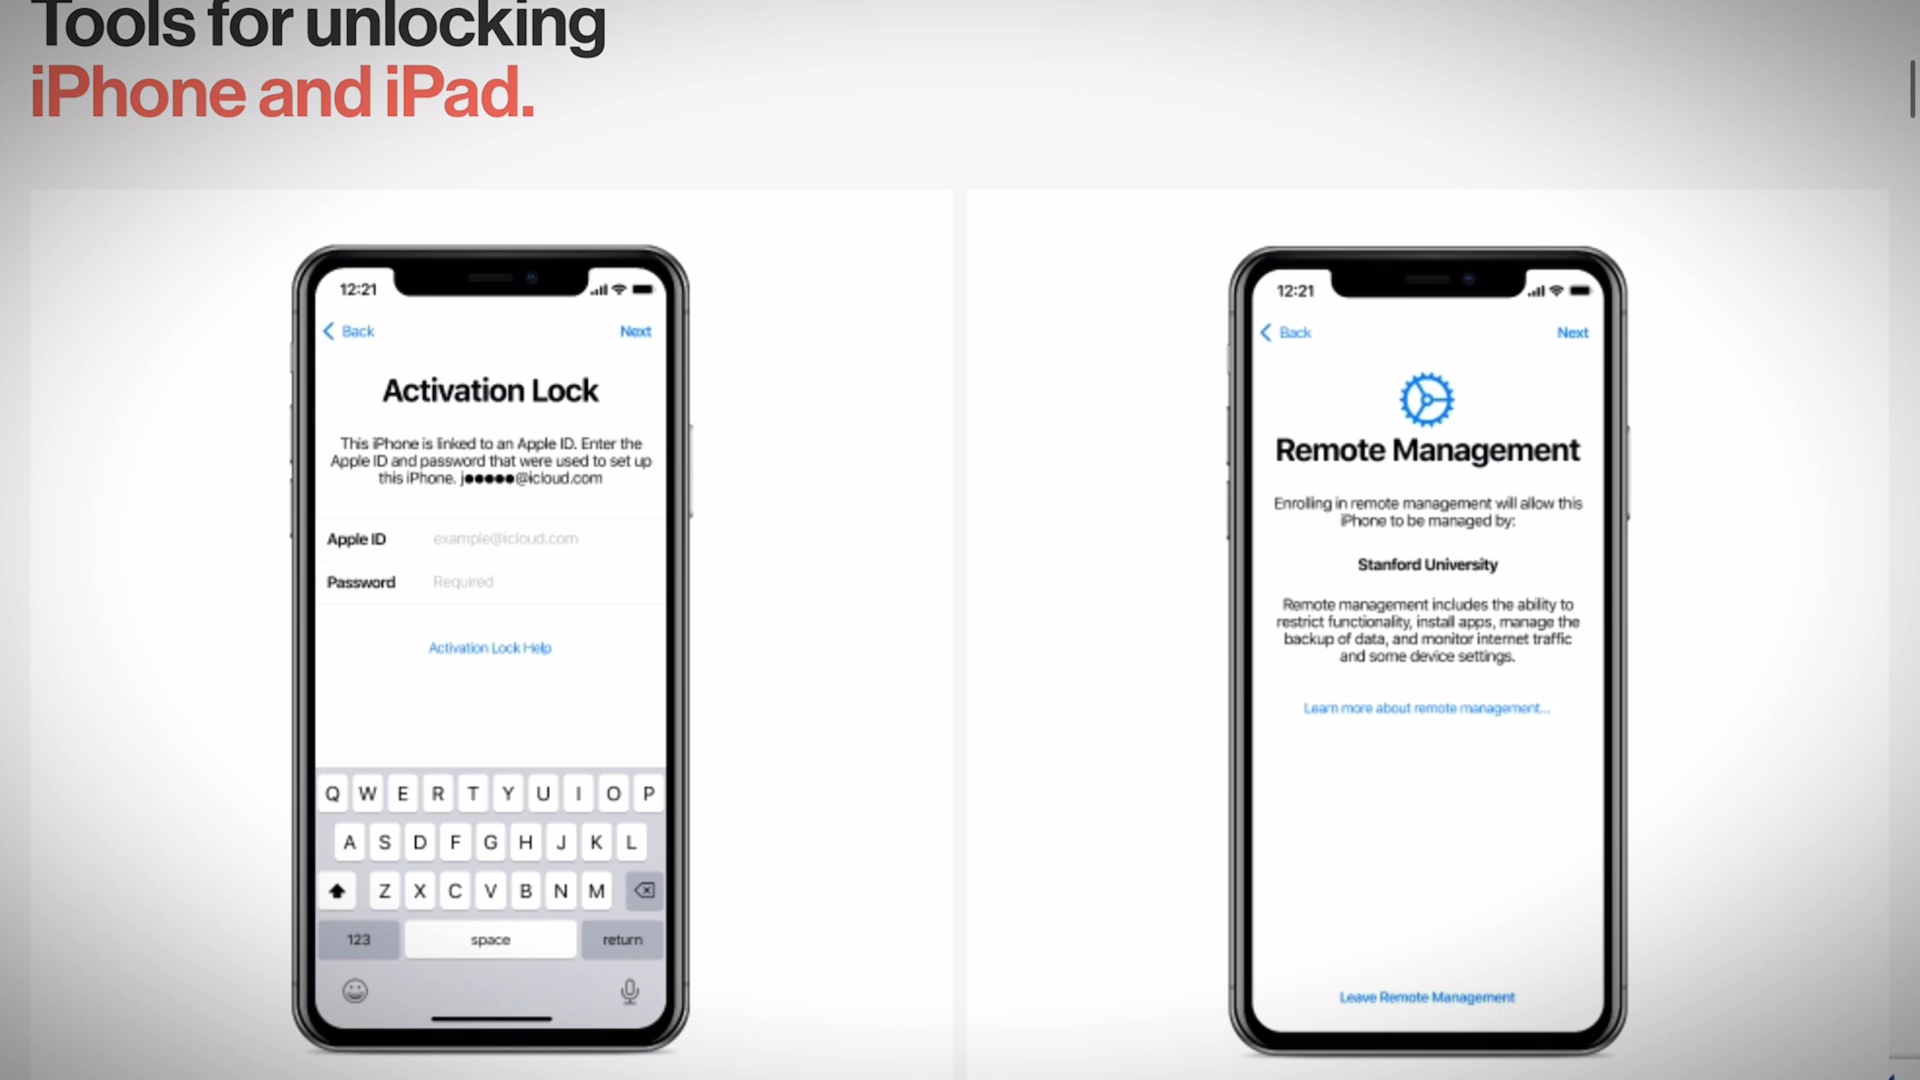 Tools for unlocking
iPhone and iPad.
12:21
Back
Next
Activation Lock
This iPhone is linked to an Apple ID. Enter the
Apple ID and password that were used to set up
this iPhone. j●●●●●@icloud.com
Apple ID example@icloud.com
Password Required
Activation Lock Help
Q W E R T Y U I O P
A S D F G H J K L
Z X C V B N M
123 space return
12:21
Back
Next
Remote Management
Enrolling in remote management will allow this
iPhone to be managed by:
Stanford University
Remote management includes the ability to
restrict functionality, install apps, manage the
backup of data, and monitor internet traffic
and some device settings.
Learn more about remote management...
Leave Remote Management